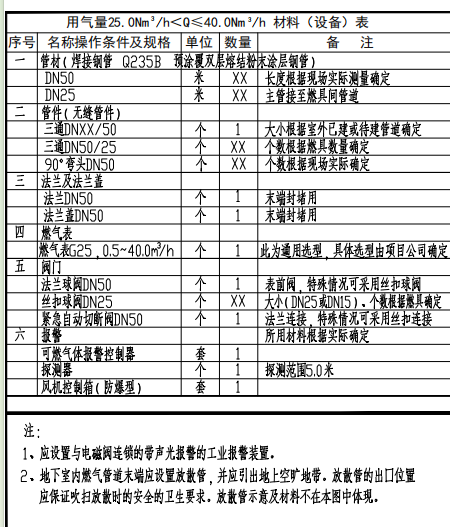 用气量25.0Nm³/h<Q≤40.0Nm³/h 材料(设备)表
序号 名称操作条件及规格 单位 数量 备 注
一 管材(焊接钢管 Q235B 预涂覆双层熔结粉末涂层钢管)
DN50 米 XX 长度根据现场实际测量确定
DN25 米 XX 主管接至燃具间管道
二 管件(无缝管件)
三通DNXX/50 个 1 大小根据室外已建或待建管道确定
三通DN50/25 个 XX 个数根据燃具数量确定
90°弯头DN50 个 XX 个数根据现场实际确定
三 法兰及法兰盖
法兰DN50 个 1 末端封堵用
法兰盖DN50 个 1 末端封堵用
四 燃气表
燃气表G25,0.5~40.0m³/h 个 1 此为通用选型,具体选型由项目公司确定
五 阀门
法兰球阀DN50 个 1 表前阀,特殊情况可采用丝扣球阀
丝扣球阀DN25 个 XX 大小(DN25或DN15)、个数根据燃具确定
紧急自动切断阀DN50 个 1 法兰连接,特殊情况可采用丝扣连接
六 报警 所用材料根据实际确定
可燃气体报警控制器 套 1
探测器 个 1 探测范围5.0米
风机控制箱(防爆型) 套 1
注:
1、应设置与电磁阀连锁的带声光报警的工业报警装置。
2、地下室内燃气管道末端应设置放散管,并应引出地上空旷地带。放散管的出口位置
应保证吹扫放散时的安全的卫生要求。放散管示意及材料不在本图中体现。